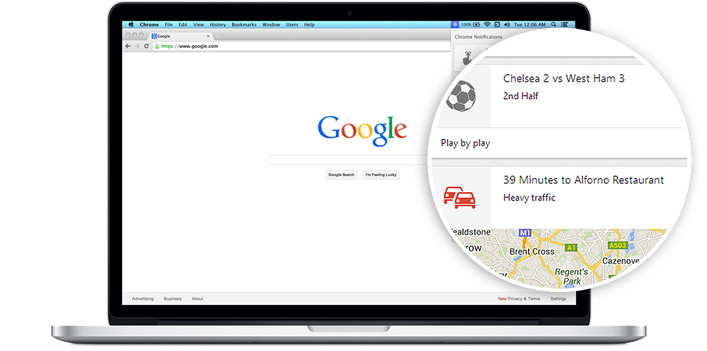 Chrome File Edit View History Bookmarks Window Users Help
100% Tue 12:06 AM
Google
https://www.google.com
Chrome Notifications
Chelsea 2 vs West Ham 3
2nd Half
Play by play
39 Minutes to Alforno Restaurant
Heavy traffic
ealdstone
M1
A1
A503
row
Brent Cross
Cazenove
Regent's
Park
Google
Google Search
I'm Feeling Lucky
Advertising Business About
New Privacy & Terms Settings